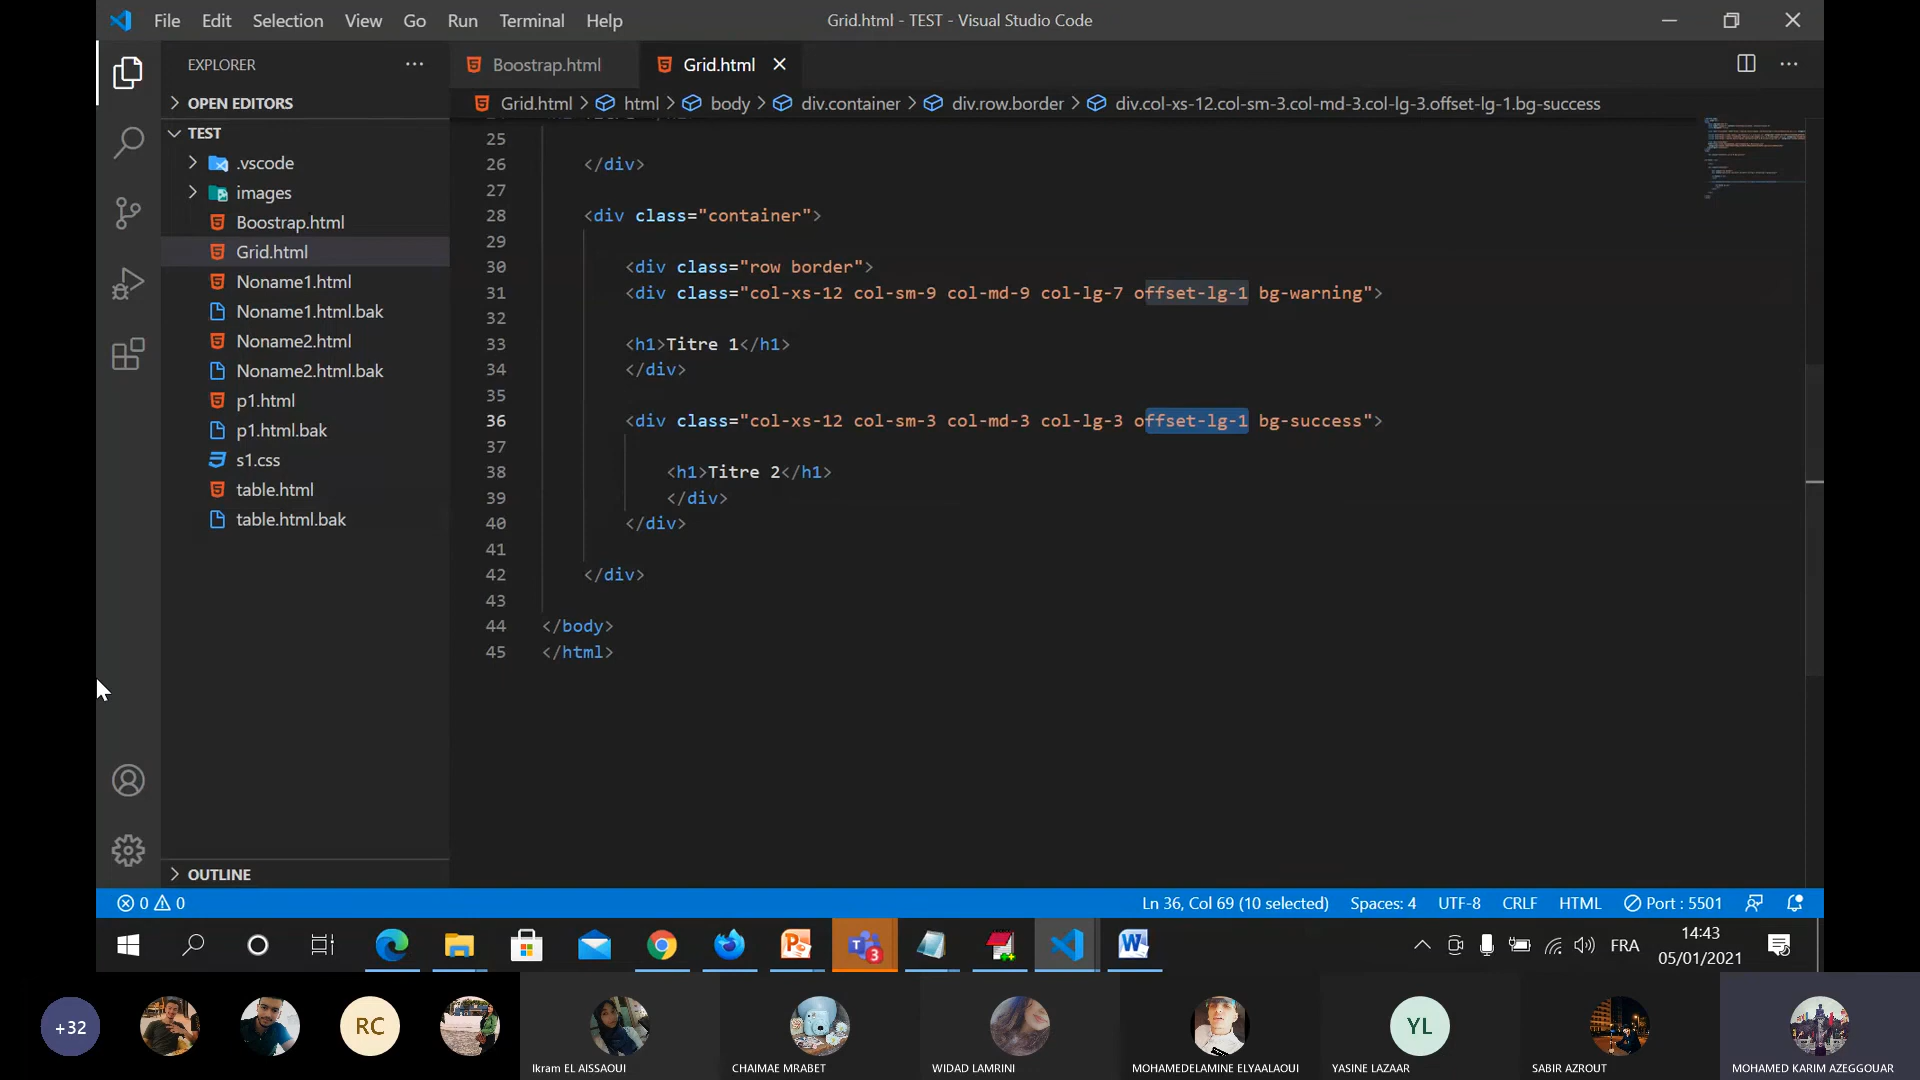 File Edit Selection View Go Run Terminal Help
Grid.html - TEST - Visual Studio Code
EXPLORER
Boostrap.html
Grid.html
OPEN EDITORS
Grid.html > html > body > div.container > div.row.border > div.col-xs-12.col-sm-3.col-md-3.col-lg-3.offset-lg-1.bg-success
TEST
.vscode
images
Boostrap.html
Grid.html
Noname1.html
Noname1.html.bak
Noname2.html
Noname2.html.bak
p1.html
p1.html.bak
s1.css
table.html
table.html.bak
OUTLINE
25
26 </div>
27
28 <div class="container">
29
30 <div class="row border">
31 <div class="col-xs-12 col-sm-9 col-md-9 col-lg-7 offset-lg-1 bg-warning">
32
33 <h1>Titre 1</h1>
34 </div>
35
36 <div class="col-xs-12 col-sm-3 col-md-3 col-lg-3 offset-lg-1 bg-success">
37
38 <h1>Titre 2</h1>
39 </div>
40 </div>
41
42 </div>
43
44 </body>
45 </html>
0 0
Ln 36, Col 69 (10 selected) Spaces: 4 UTF-8 CRLF HTML Port : 5501
FRA
14:43
05/01/2021
3
+32
RC
YL
Ikram EL AISSAOUI
CHAIMAE MRABET
WIDAD LAMRINI
MOHAMEDELAMINE ELYAALAOUI
YASINE LAZAAR
SABIR AZROUT
MOHAMED KARIM AZEGGOUAR